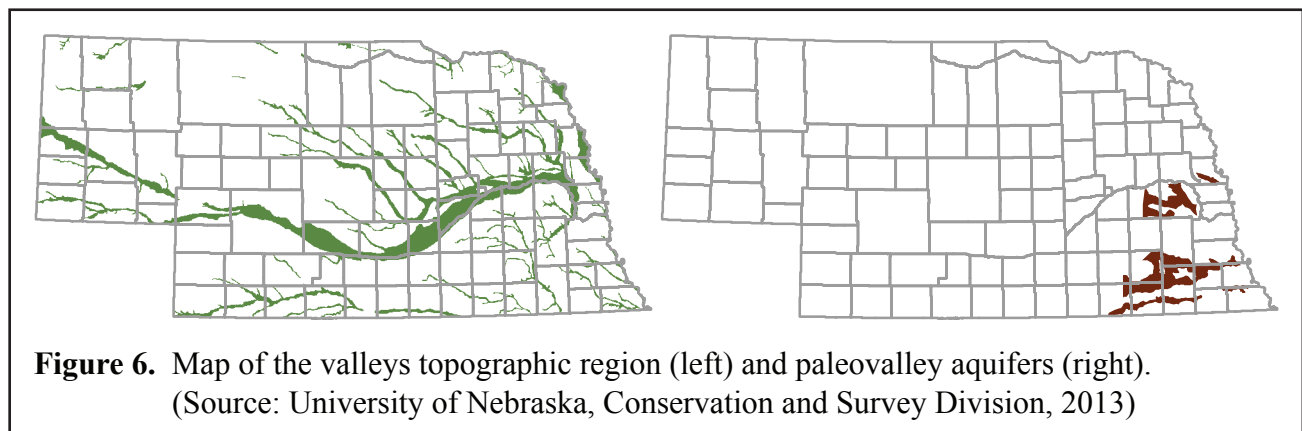 Figure 6. Map of the valleys topographic region (left) and paleovalley aquifers (right).
(Source: University of Nebraska, Conservation and Survey Division, 2013)